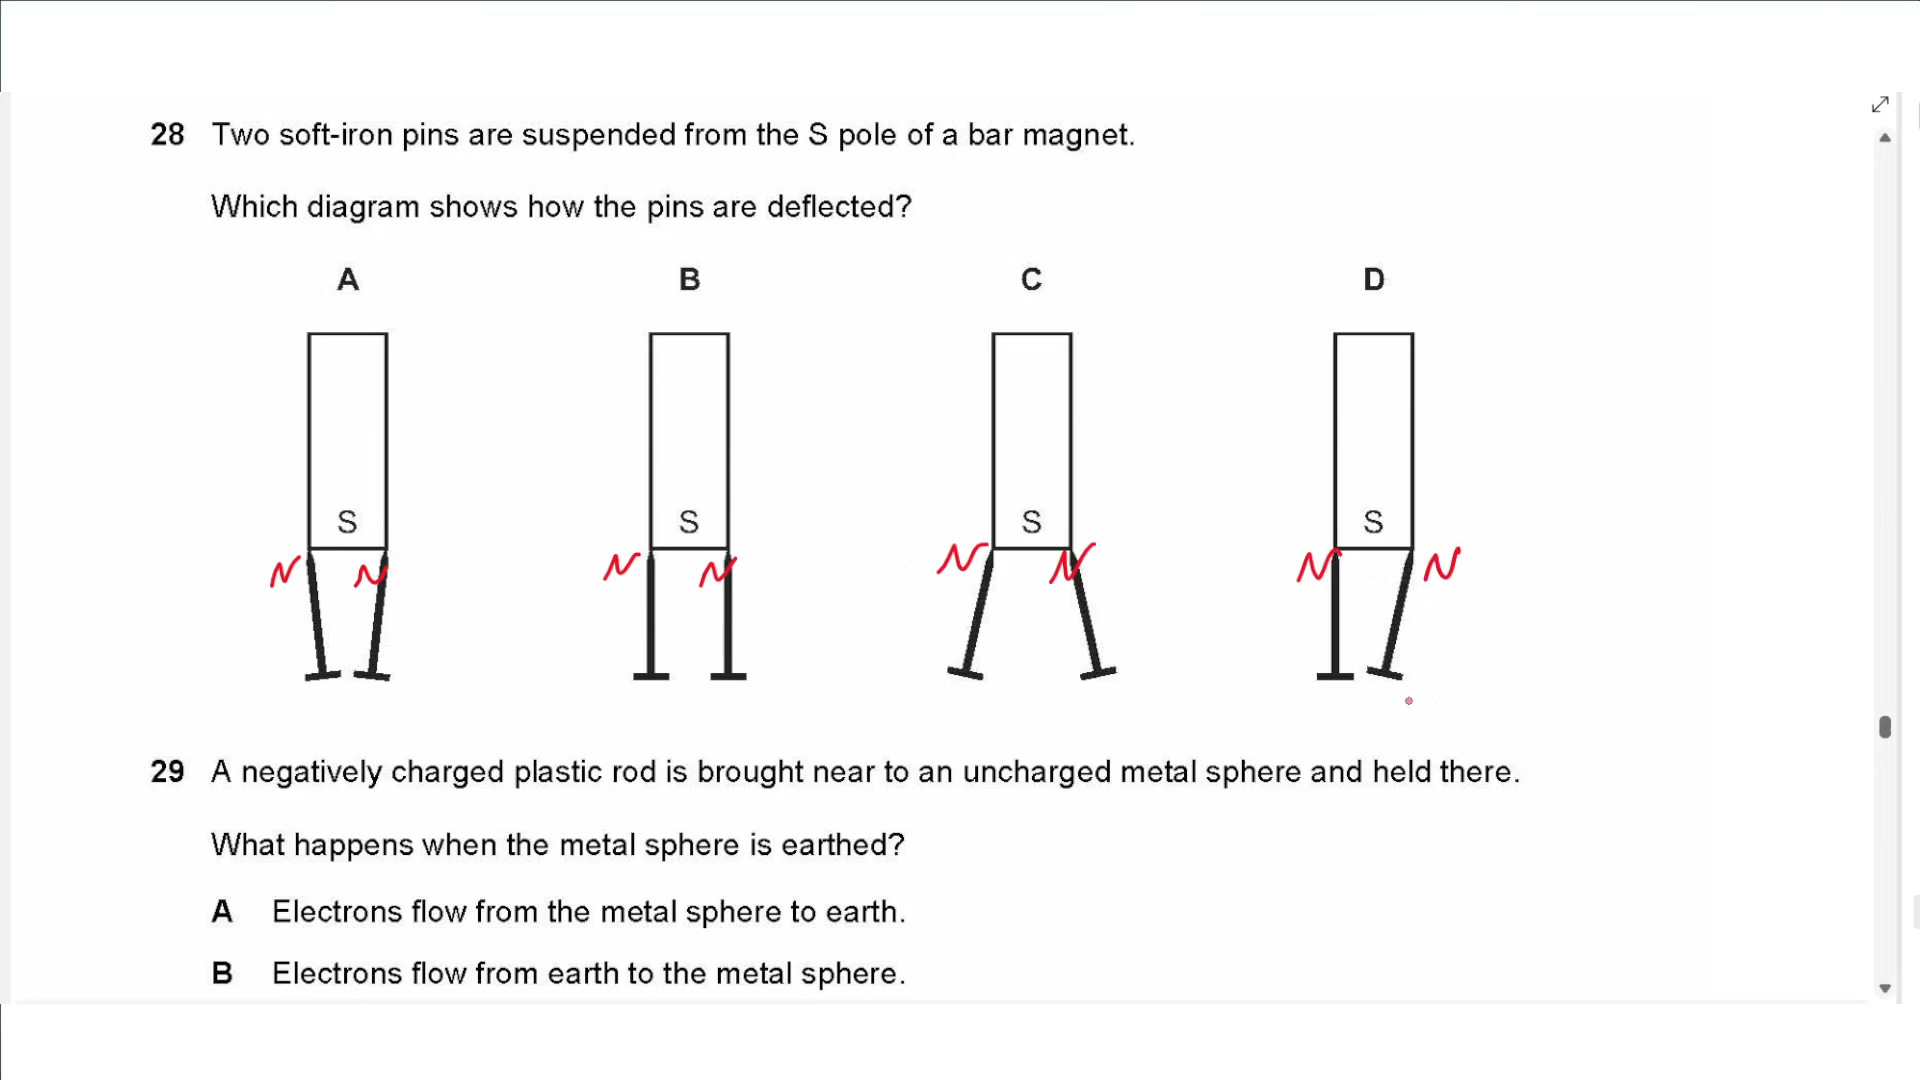 28 Two soft-iron pins are suspended from the S pole of a bar magnet.
Which diagram shows how the pins are deflected?
A B C D
S S S S
N N N N N N N N
29 A negatively charged plastic rod is brought near to an uncharged metal sphere and held there.
What happens when the metal sphere is earthed?
A Electrons flow from the metal sphere to earth.
B Electrons flow from earth to the metal sphere.